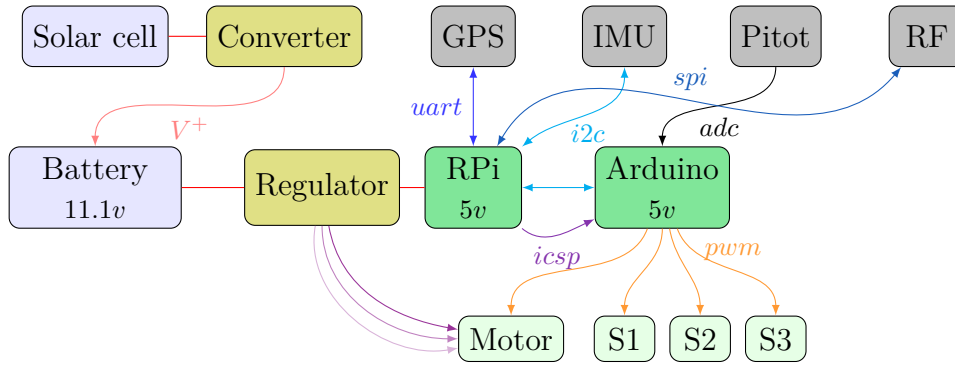 Solar cell
Converter
GPS
IMU
Pitot
RF
uart
spi
V+
i2c
adc
Battery
11.1v
Regulator
RPi
5v
Arduino
5v
icsp
pwm
Motor
S1
S2
S3